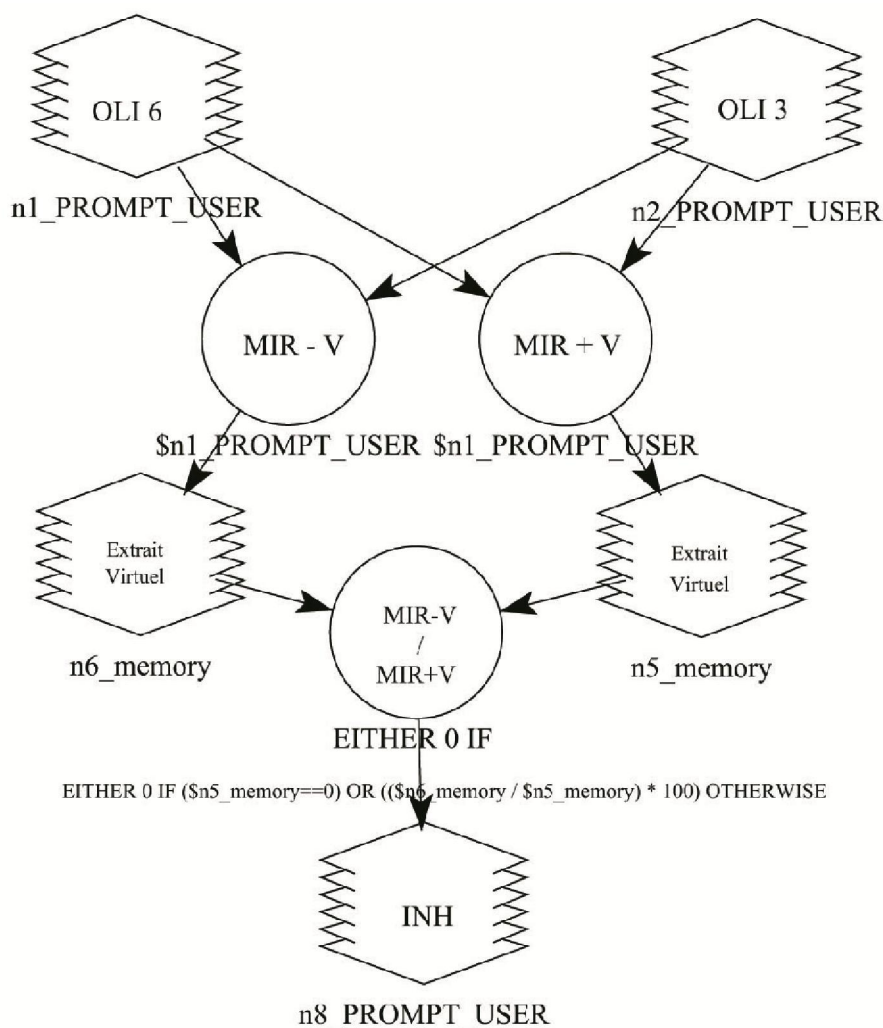 OLI 6
OLI 3
n1_PROMPT_USER
n2_PROMPT_USER
MIR - V
MIR + V
$n1_PROMPT_USER
$n1_PROMPT_USER
Extrait
Virtuel
Extrait
Virtuel
MIR-V
/
MIR+V
n6_memory
n5_memory
EITHER 0 IF
EITHER 0 IF ($n5_memory==0) OR (($n6_memory / $n5_memory) * 100) OTHERWISE
INH
n8_PROMPT_USER